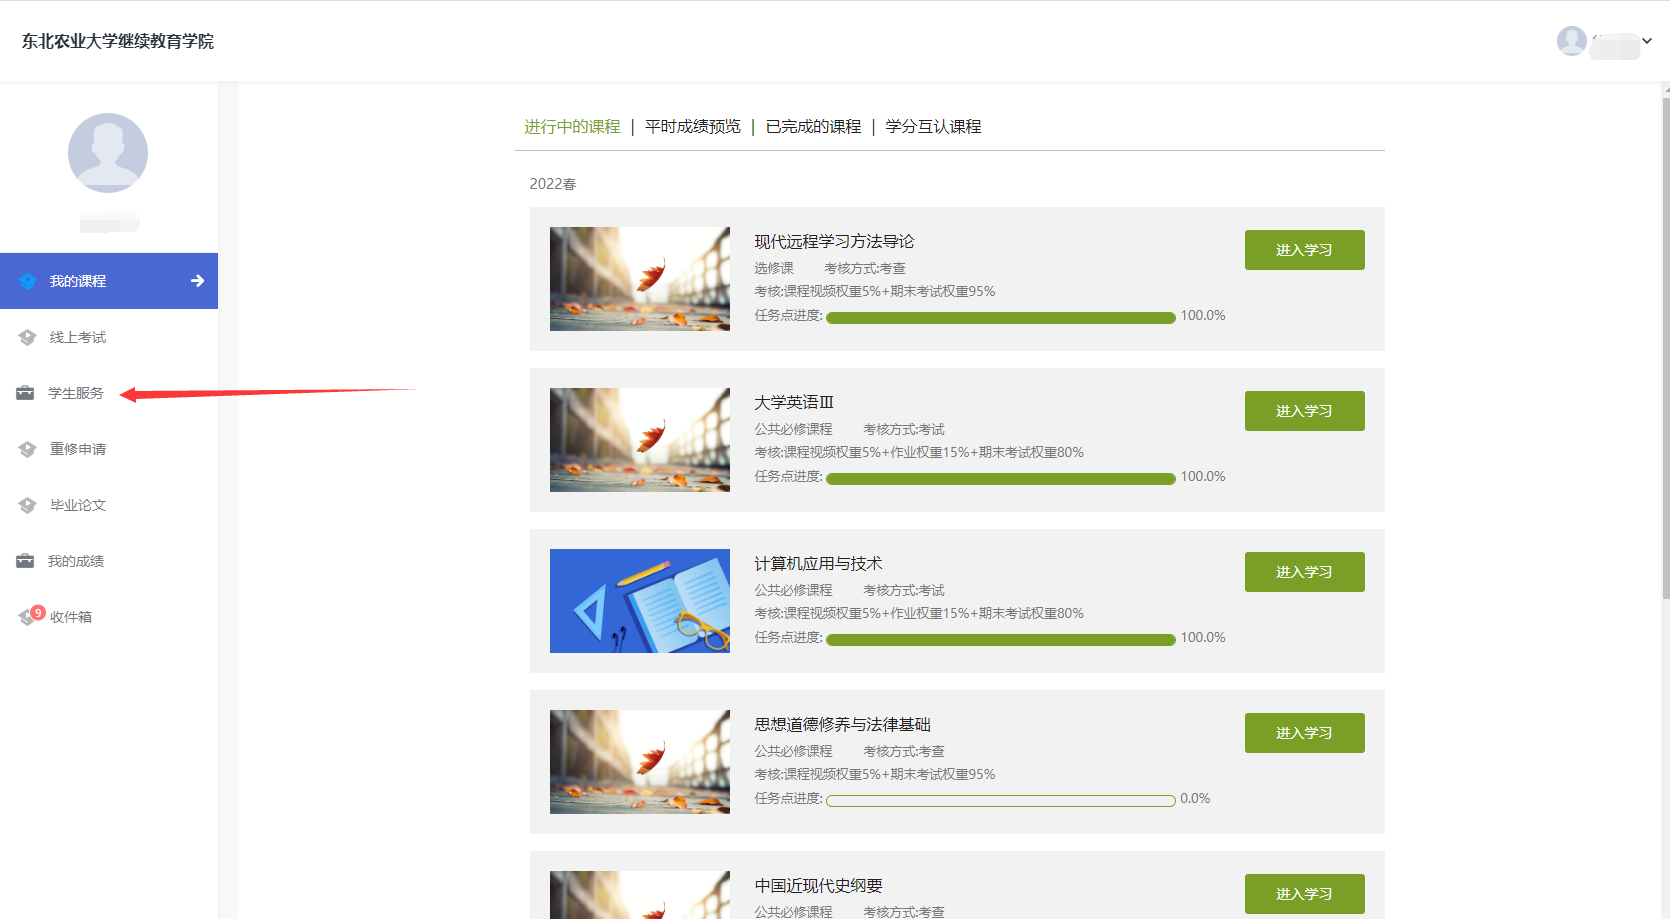 东北农业大学继续教育学院
我的课程
线上考试
学生服务
重修申请
毕业论文
我的成绩
9
收件箱
进行中的课程 | 平时成绩预览 | 已完成的课程 | 学分互认课程
2022春
现代远程学习方法导论
选修课 考核方式:考查
考核:课程视频权重5%+期末考试权重95%
任务点进度: 100.0%
进入学习
大学英语Ⅲ
公共必修课程 考核方式:考试
考核:课程视频权重5%+作业权重15%+期末考试权重80%
任务点进度: 100.0%
进入学习
计算机应用与技术
公共必修课程 考核方式:考试
考核:课程视频权重5%+作业权重15%+期末考试权重80%
任务点进度: 100.0%
进入学习
思想道德修养与法律基础
公共必修课程 考核方式:考查
考核:课程视频权重5%+期末考试权重95%
任务点进度: 0.0%
进入学习
中国近现代史纲要
公共必修课程 考核方式:考查
进入学习